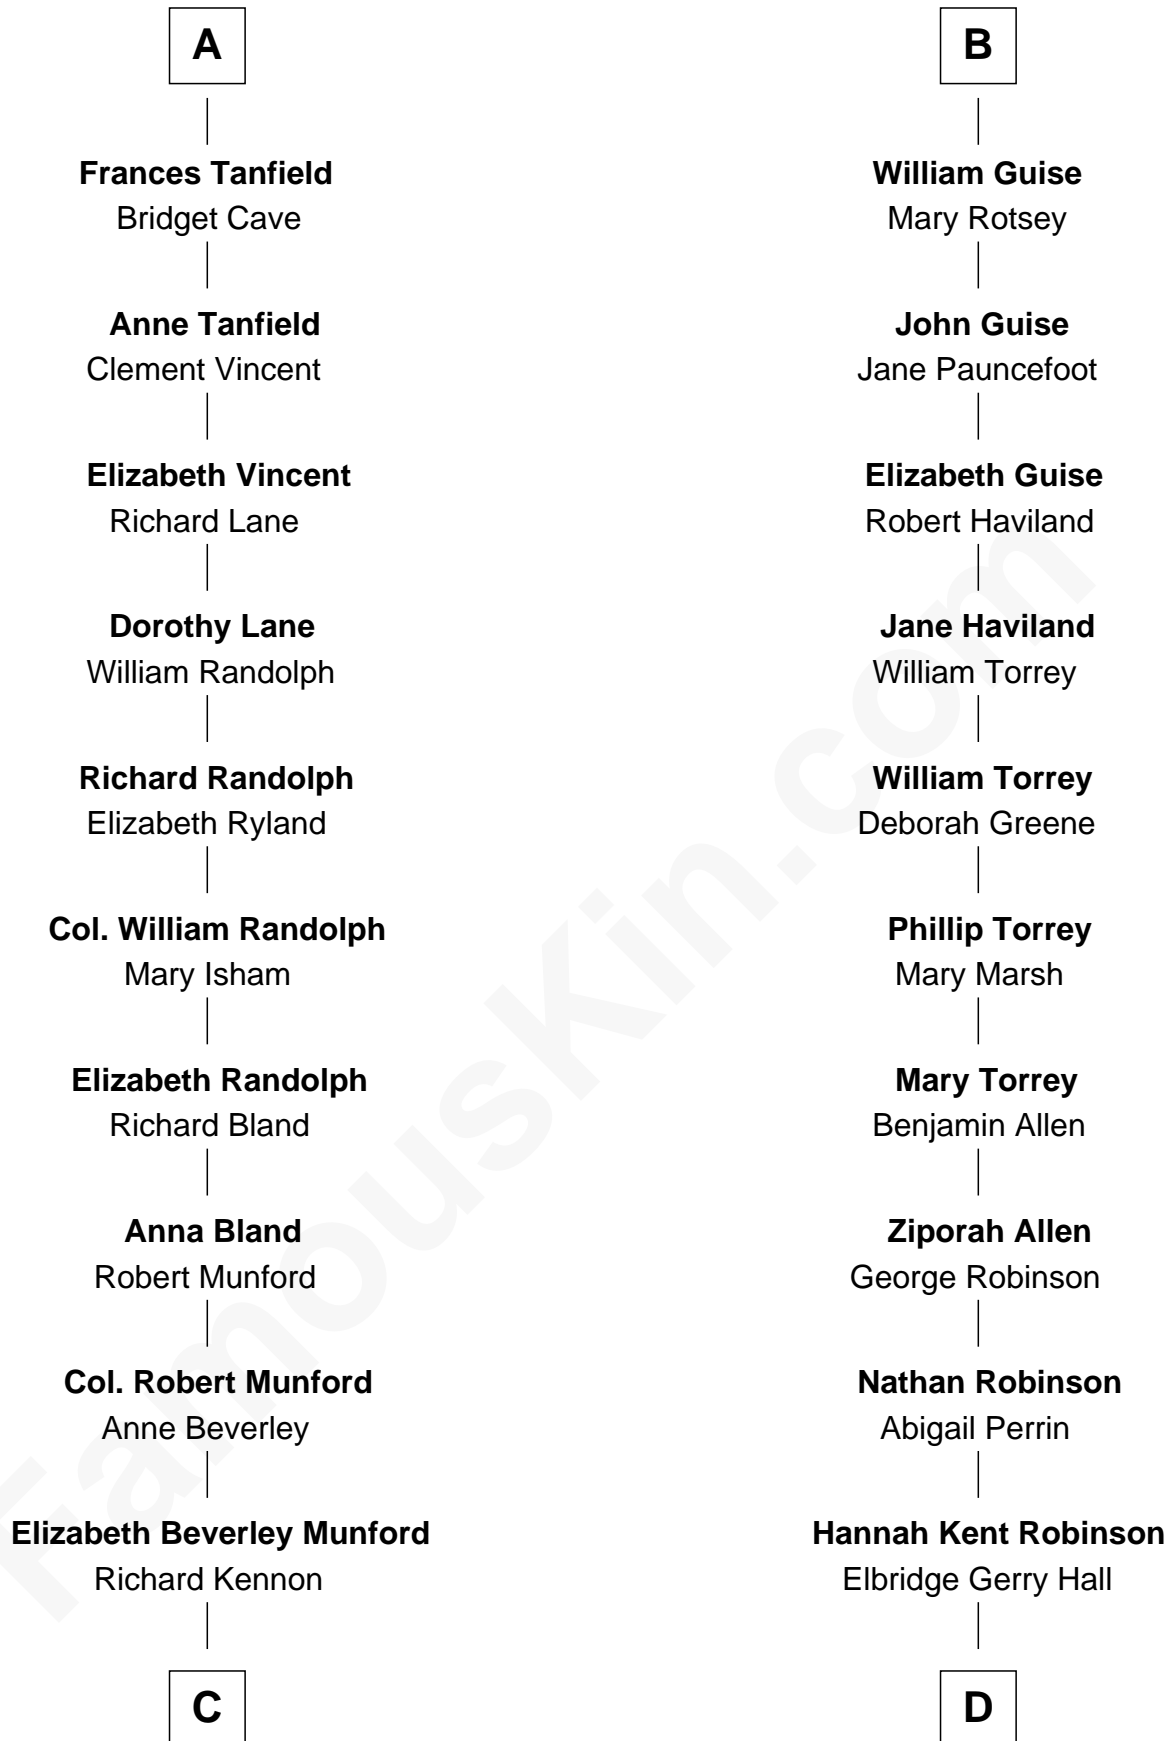 A
Frances Tanfield
Bridget Cave
Anne Tanfield
Clement Vincent
Elizabeth Vincent
Richard Lane
Dorothy Lane
William Randolph
Richard Randolph
Elizabeth Ryland
Col. William Randolph
Mary Isham
Elizabeth Randolph
Richard Bland
Anna Bland
Robert Munford
Col. Robert Munford
Anne Beverley
Elizabeth Beverley Munford
Richard Kennon
C
B
William Guise
Mary Rotsey
John Guise
Jane Pauncefoot
Elizabeth Guise
Robert Haviland
Jane Haviland
William Torrey
William Torrey
Deborah Greene
Phillip Torrey
Mary Marsh
Mary Torrey
Benjamin Allen
Ziporah Allen
George Robinson
Nathan Robinson
Abigail Perrin
Hannah Kent Robinson
Elbridge Gerry Hall
D
FamousKin.com